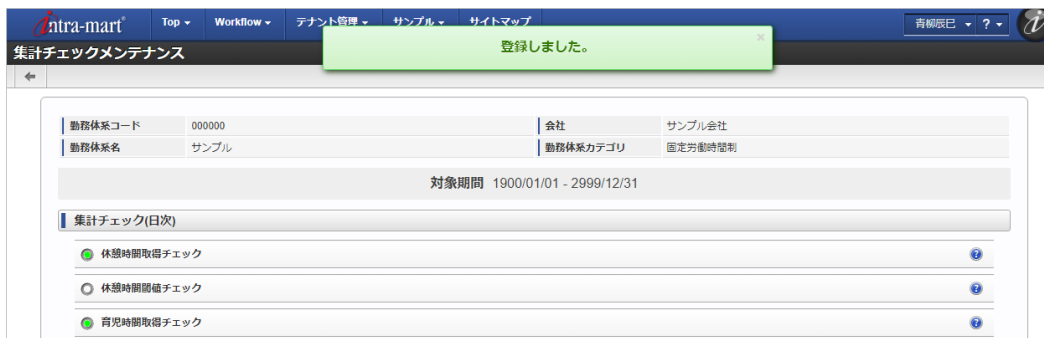 intra-mart Top Workflow テナント管理 サンプル サイトマップ 青柳辰巳 ?
登録しました。 ×
集計チェックメンテナンス
勤務体系コード 000000 会社 サンプル会社
勤務体系名 サンプル 勤務体系カテゴリ 固定労働時間制
対象期間 1900/01/01 - 2999/12/31
集計チェック(日次)
休憩時間取得チェック ?
休憩時間閾値チェック ?
育児時間取得チェック ?